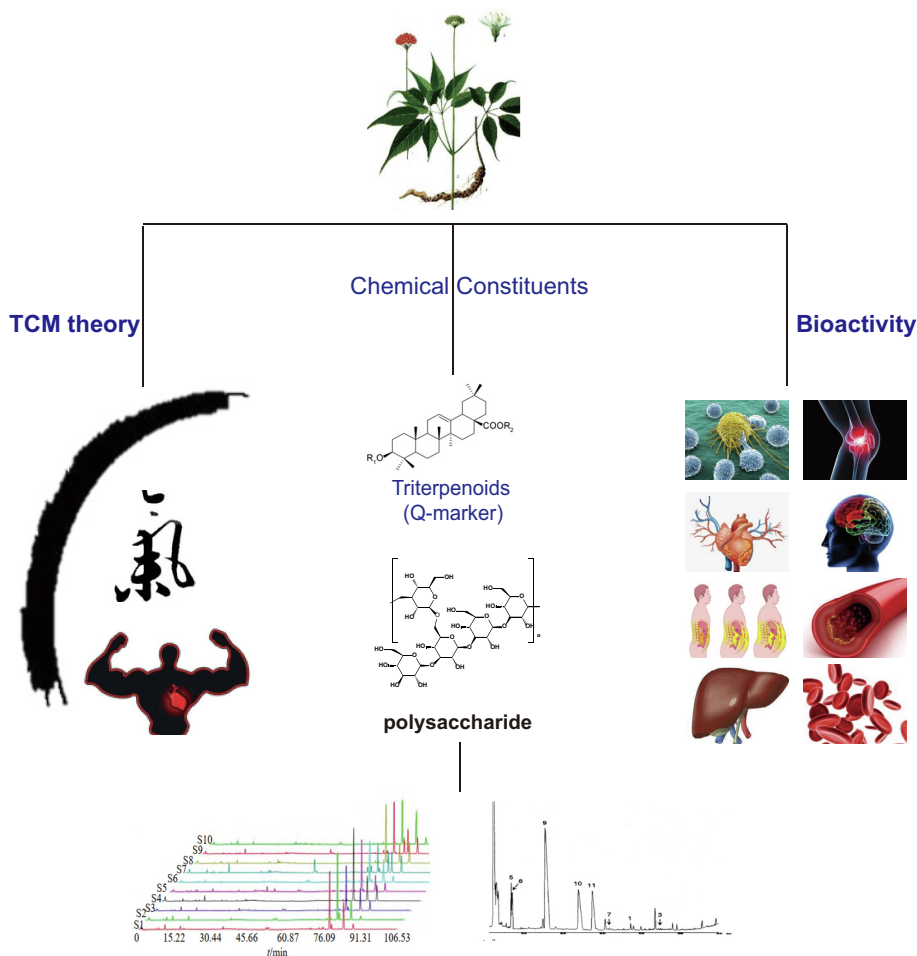 Chemical Constituents
TCM theory
Bioactivity
氣
COOR2
R1O
Triterpenoids
(Q-marker)
HO
OH
O
n
polysaccharide
S10
S9
S8
S7
S6
S5
S4
S3
S2
S1
0 15.22 30.44 45.66 60.87 76.09 91.31 106.53
t/min
9
5
6
10
11
7
1
3